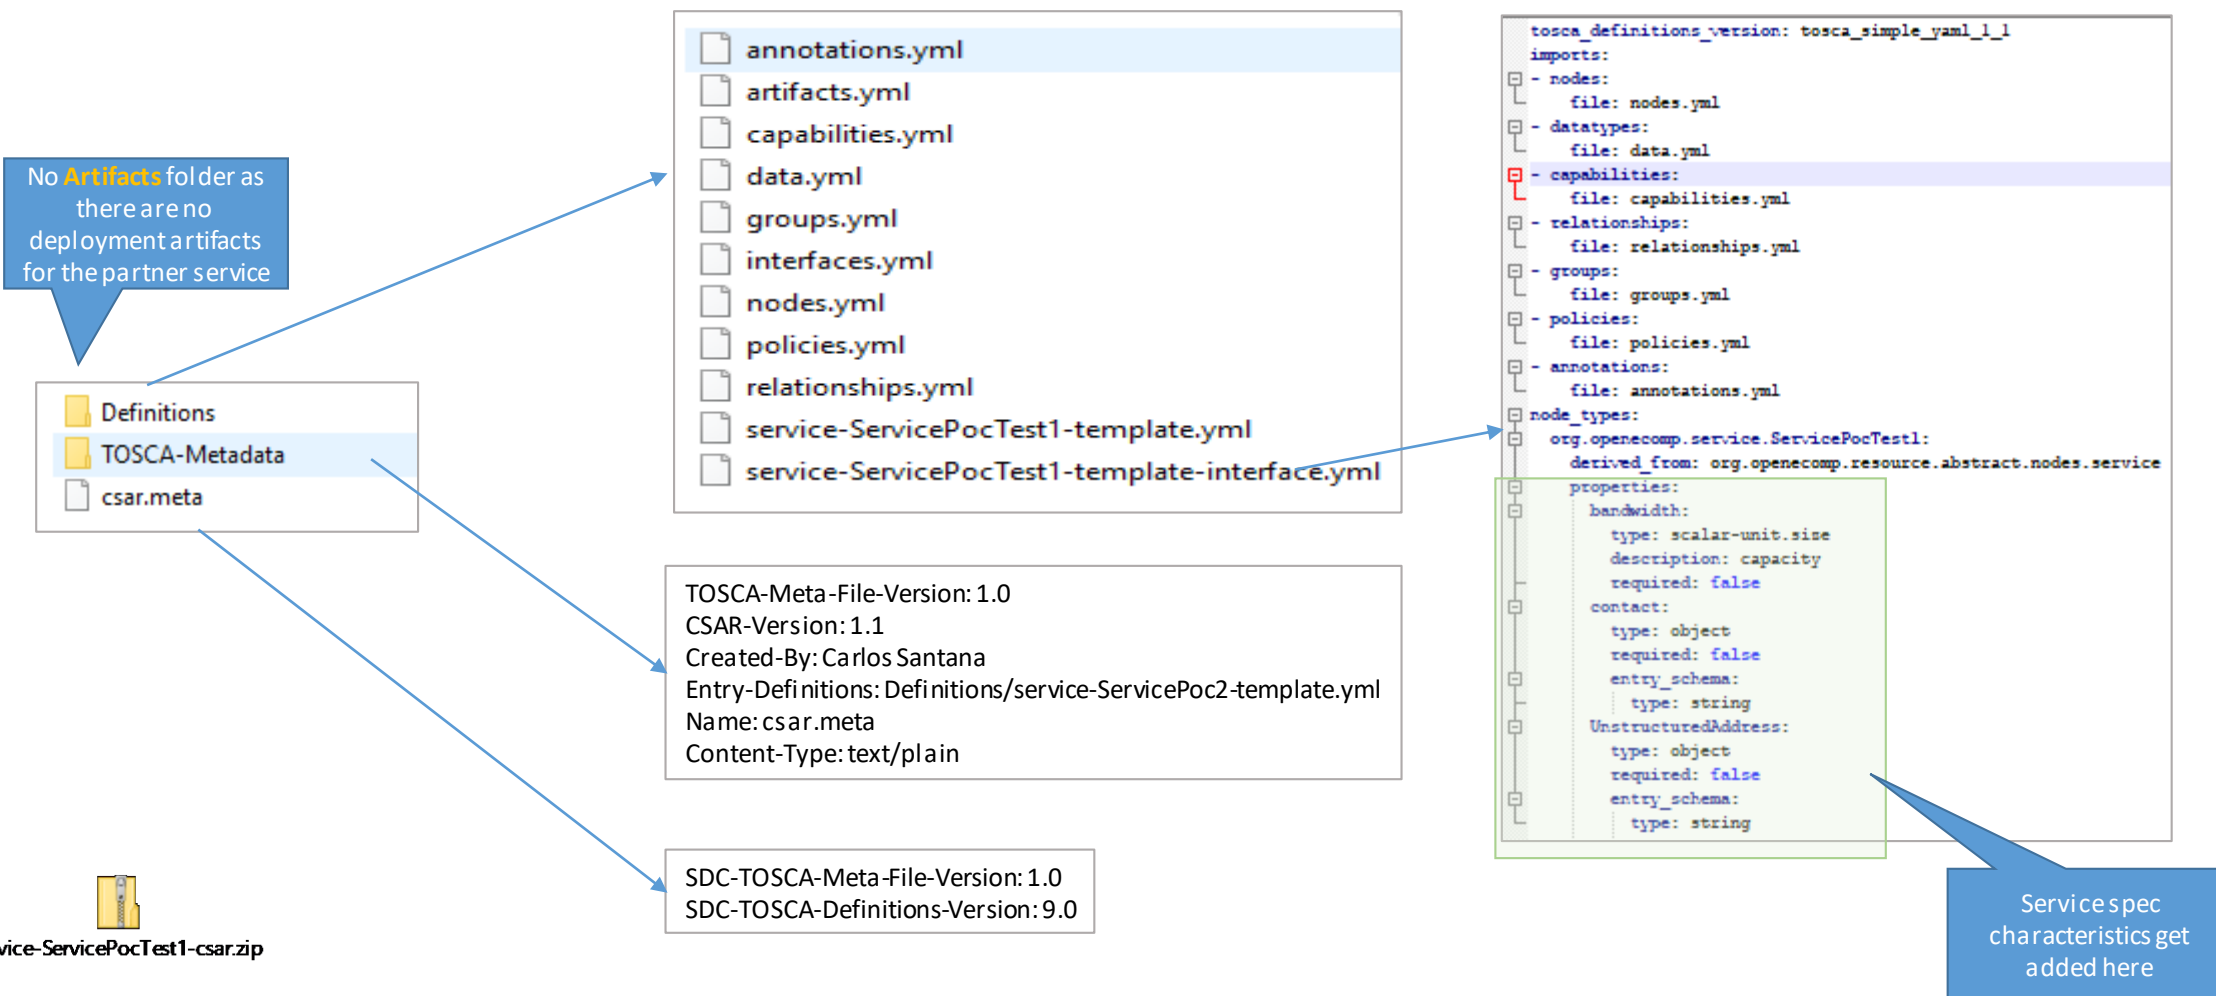 No Artifacts folder as
there are no
deployment artifacts
for the partner service
Definitions
TOSCA-Metadata
csar.meta
vice-ServicePocTest1-csar.zip
annotations.yml
artifacts.yml
capabilities.yml
data.yml
groups.yml
interfaces.yml
nodes.yml
policies.yml
relationships.yml
service-ServicePocTest1-template.yml
service-ServicePocTest1-template-interface.yml
TOSCA-Meta-File-Version: 1.0
CSAR-Version: 1.1
Created-By: Carlos Santana
Entry-Definitions: Definitions/service-ServicePoc2-template.yml
Name: csar.meta
Content-Type: text/plain
SDC-TOSCA-Meta-File-Version: 1.0
SDC-TOSCA-Definitions-Version: 9.0
tosca_definitions_version: tosca_simple_yaml_1_1
imports:
- nodes:
file: nodes.yml
- datatypes:
file: data.yml
- capabilities:
file: capabilities.yml
- relationships:
file: relationships.yml
- groups:
file: groups.yml
- policies:
file: policies.yml
- annotations:
file: annotations.yml
node_types:
org.openecomp.service.ServicePocTest1:
derived_from: org.openecomp.resource.abstract.nodes.service
properties:
bandwidth:
type: scalar-unit.size
description: capacity
required: false
contact:
type: object
required: false
entry_schema:
type: string
UnstructuredAddress:
type: object
required: false
entry_schema:
type: string
Service spec
characteristics get
added here